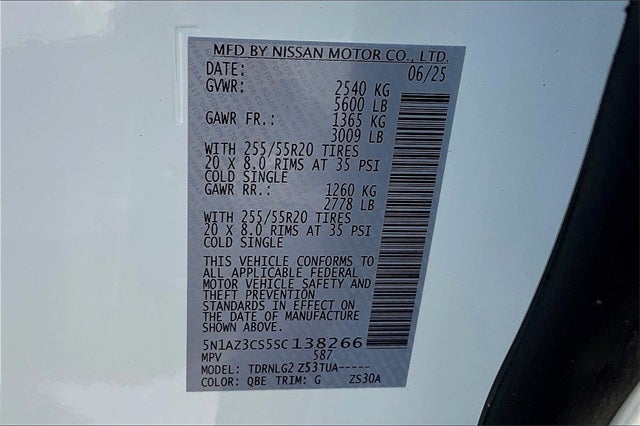 MFD BY NISSAN MOTOR CO., LTD.
DATE: 06/25
GVWR: 2540 KG
5600 LB
GAWR FR.: 1365 KG
3009 LB
WITH 255/55R20 TIRES
20 X 8.0 RIMS AT 35 PSI
COLD SINGLE
GAWR RR.: 1260 KG
2778 LB
WITH 255/55R20 TIRES
20 X 8.0 RIMS AT 35 PSI
COLD SINGLE
THIS VEHICLE CONFORMS TO
ALL APPLICABLE FEDERAL
MOTOR VEHICLE SAFETY AND
THEFT PREVENTION
STANDARDS IN EFFECT ON
THE DATE OF MANUFACTURE
SHOWN ABOVE.
5N1AZ3CS5SC138266
MPV 587
MODEL: TDRNLG2 Z53TUA-----
COLOR: QBE TRIM: G ZS30A